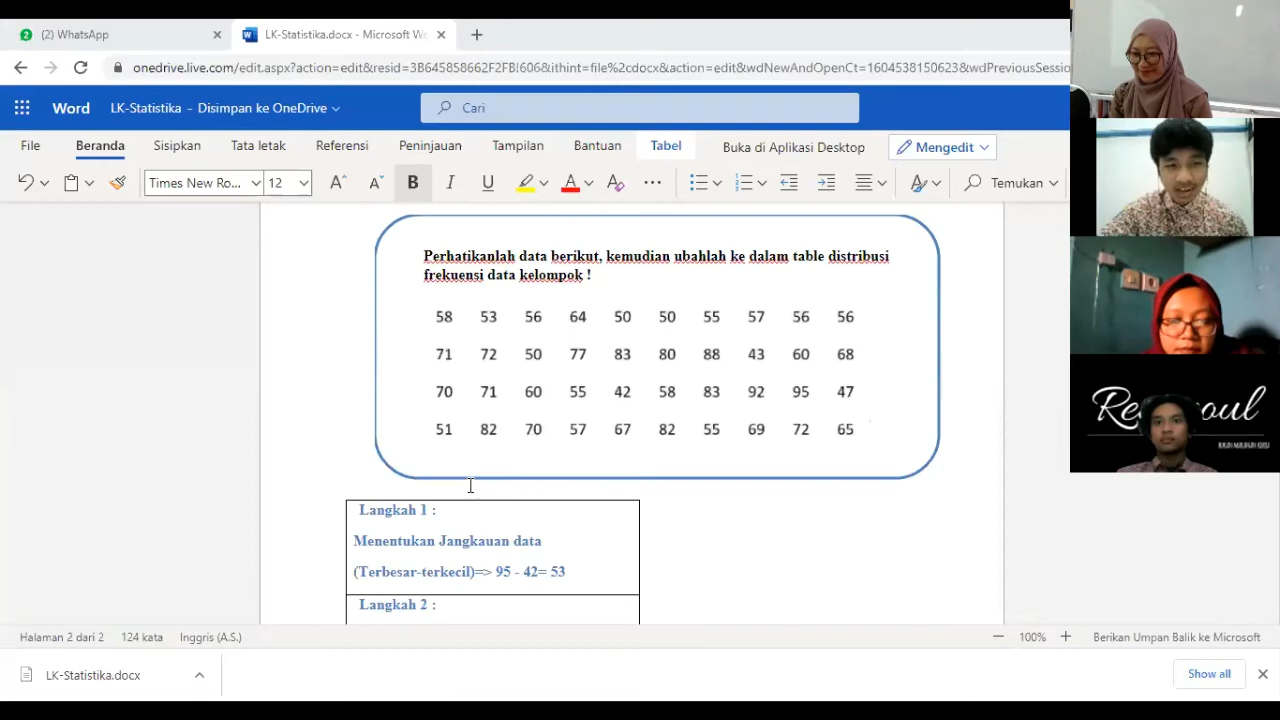 (2) WhatsApp
LK-Statistika.docx - Microsoft Wo
onedrive.live.com/edit.aspx?action=edit&resid=3B645858662F2FB!606&ithint=file%2cdocx&action=edit&wdNewAndOpenCt=1604538150623&wdPreviousSessio
Word LK-Statistika - Disimpan ke OneDrive
Cari
File Beranda Sisipkan Tata letak Referensi Peninjauan Tampilan Bantuan Tabel Buka di Aplikasi Desktop Mengedit
Times New Ro... 12 Temukan
Perhatikanlah data berikut, kemudian ubahlah ke dalam table distribusi
frekuensi data kelompok !
58 53 56 64 50 50 55 57 56 56
71 72 50 77 83 80 88 43 60 68
70 71 60 55 42 58 83 92 95 47
51 82 70 57 67 82 55 69 72 65
Langkah 1 :
Menentukan Jangkauan data
(Terbesar-terkecil)=> 95 - 42= 53
Langkah 2 :
Halaman 2 dari 2 124 kata Inggris (A.S.) 100% Berikan Umpan Balik ke Microsoft
LK-Statistika.docx
Show all